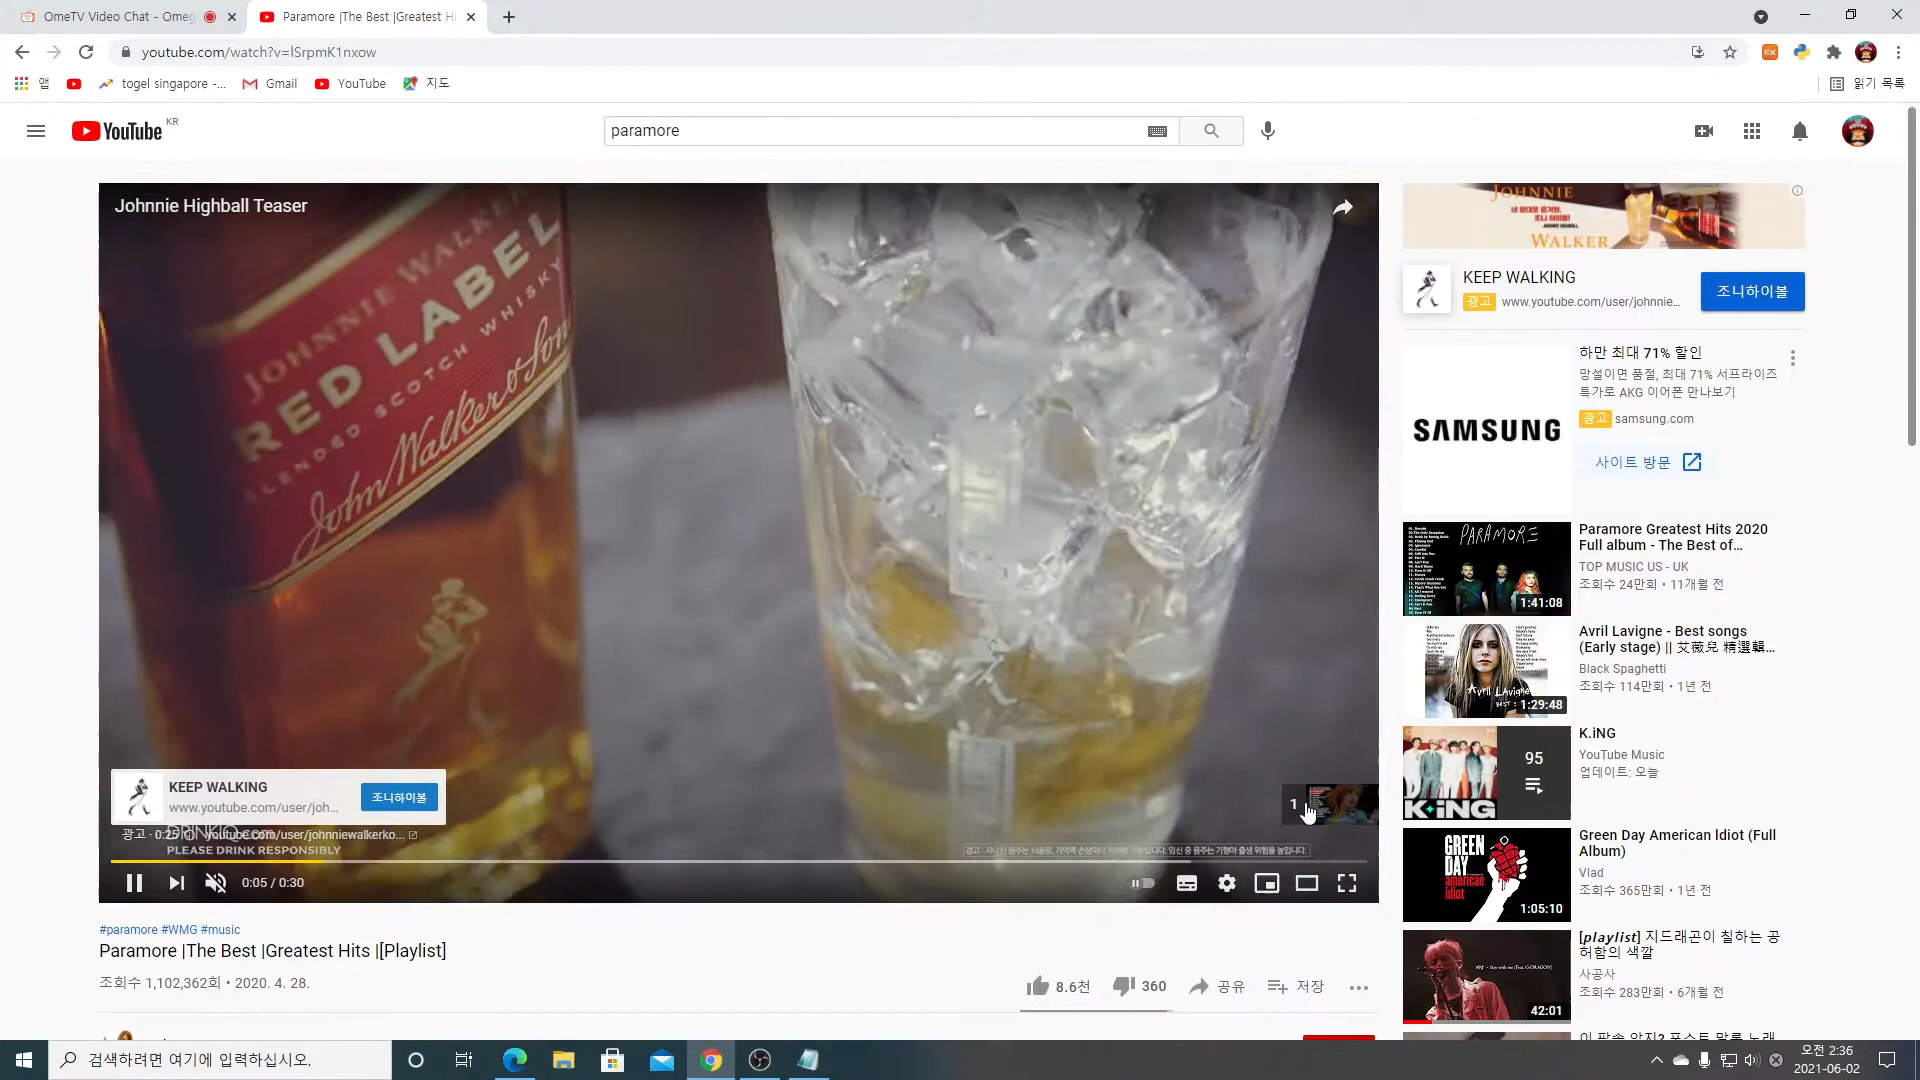 OmeTV Video Chat - Omeg
Paramore |The Best |Greatest Hi
youtube.com/watch?v=lSrpmK1nxow
앱
togel singapore -...
Gmail
YouTube
지도
읽기 목록
YouTube KR
paramore
Johnnie Highball Teaser
JOHNNIE WALKER
RED LABEL
BLENDED SCOTCH WHISKY
John Walker & Sons
KEEP WALKING
www.youtube.com/user/joh...
조니하이볼
광고 · 0:25
youtube.com/user/johnniewalkerko...
DRINKiQ.com
PLEASE DRINK RESPONSIBLY
1
0:05 / 0:30
#paramore #WMG #music
Paramore |The Best |Greatest Hits |[Playlist]
조회수 1,102,362회 • 2020. 4. 28.
8.6천
360
공유
저장
JOHNNIE
WALKER
KEEP WALKING
광고 www.youtube.com/user/johnnie...
조니하이볼
SAMSUNG
하만 최대 71% 할인
망설이면 품절, 최대 71% 서프라이즈
특가로 AKG 이어폰 만나보기
광고 samsung.com
사이트 방문
PARAMORE
1:41:08
Paramore Greatest Hits 2020
Full album - The Best of…
TOP MUSIC US - UK
조회수 24만회 • 11개월 전
Avril Lavigne
1:29:48
Avril Lavigne - Best songs
(Early stage) || 艾薇兒 精選輯…
Black Spaghetti
조회수 114만회 • 1년 전
K·iNG
95
K.iNG
YouTube Music
업데이트: 오늘
GREEN
DAY
american
idiot
1:05:10
Green Day American Idiot (Full
Album)
Vlad
조회수 365만회 • 1년 전
42:01
[playlist] 지드래곤이 칠하는 공
허함의 색깔
사공사
조회수 283만회 • 6개월 전
검색하려면 여기에 입력하십시오.
오전 2:36
2021-06-02